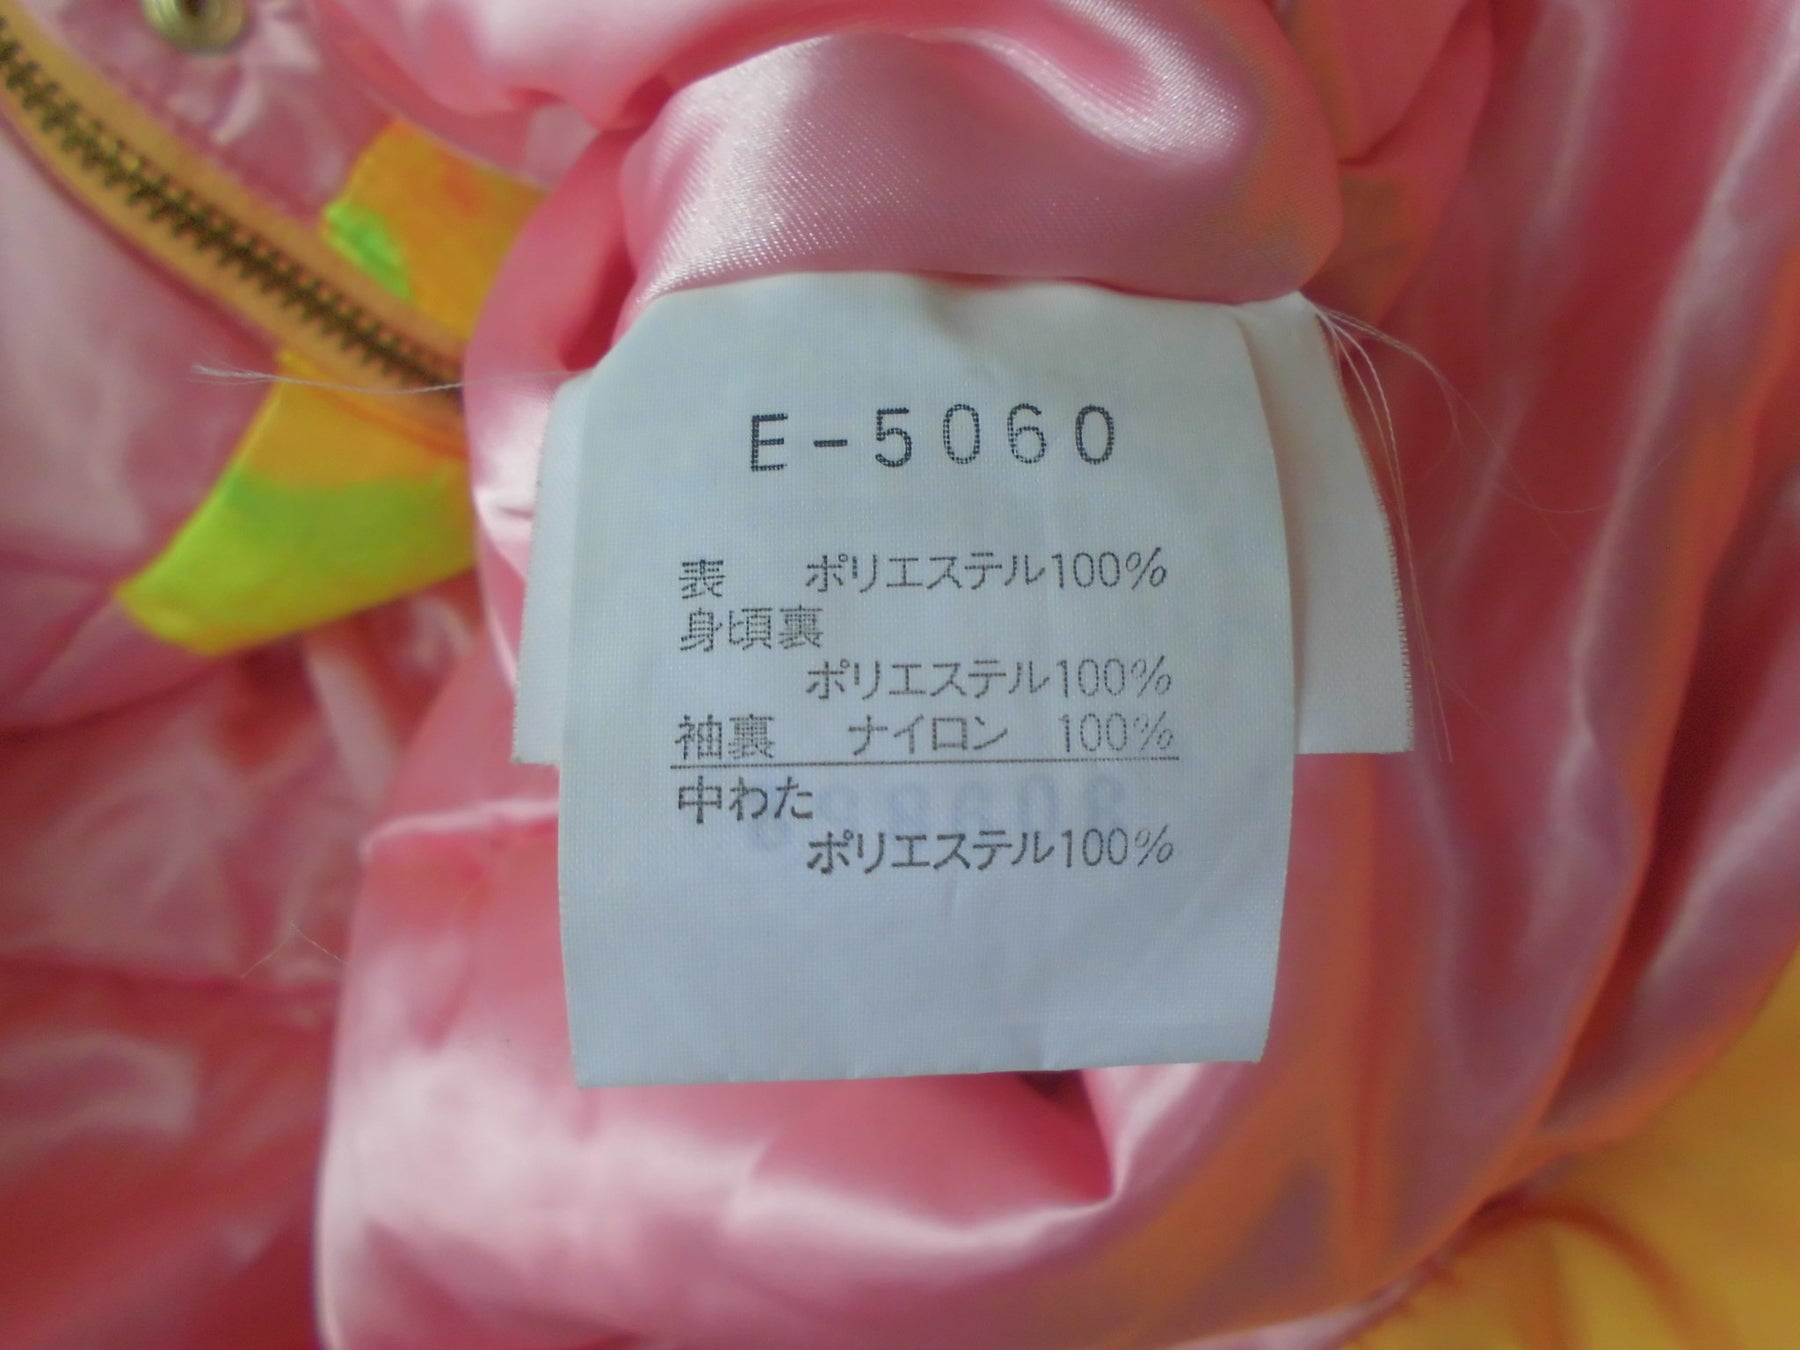 E-5060
表 ポリエステル100%
身頃裏
ポリエステル100%
袖裏 ナイロン 100%
中わた
ポリエステル100%